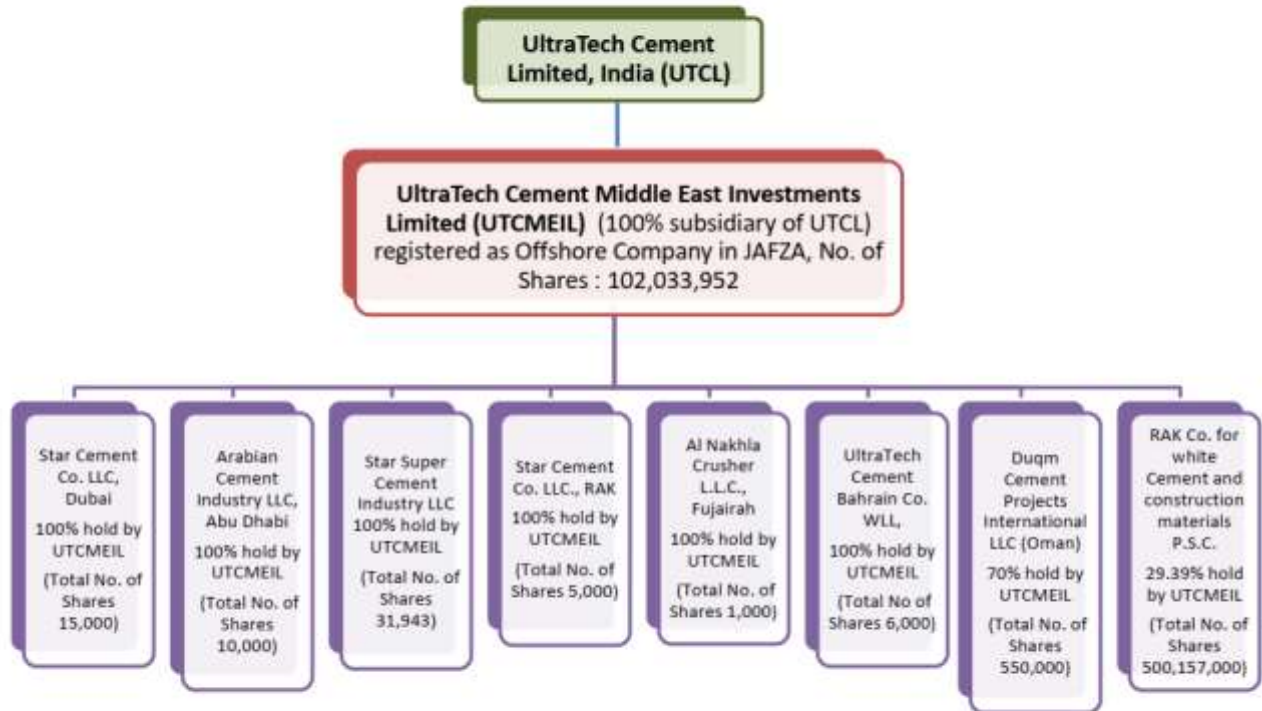 UltraTech Cement
Limited, India (UTCL)
UltraTech Cement Middle East Investments
Limited (UTCMEIL) (100% subsidiary of UTCL)
registered as Offshore Company in JAFZA, No. of
Shares : 102,033,952
Star Cement
Co. LLC,
Dubai
100% hold by
UTCMEIL
(Total No. of
Shares
15,000)
Arabian
Cement
Industry LLC,
Abu Dhabi
100% hold by
UTCMEIL
(Total No. of
Shares
10,000)
Star Super
Cement
Industry LLC
100% hold by
UTCMEIL
(Total No. of
Shares
31,943)
Star Cement
Co. LLC., RAK
100% hold by
UTCMEIL
(Total No. of
Shares 5,000)
Al Nakhla
Crusher
L.L.C.,
Fujairah
100% hold by
UTCMEIL
(Total No. of
Shares 1,000)
UltraTech
Cement
Bahrain Co.
WLL,
100% hold by
UTCMEIL
(Total No of
Shares 6,000)
Duqm
Cement
Projects
International
LLC (Oman)
70% hold by
UTCMEIL
(Total No. of
Shares
550,000)
RAK Co. for
white
Cement and
construction
materials
P.S.C.
29.39% hold
by UTCMEIL
(Total No. of
Shares
500,157,000)